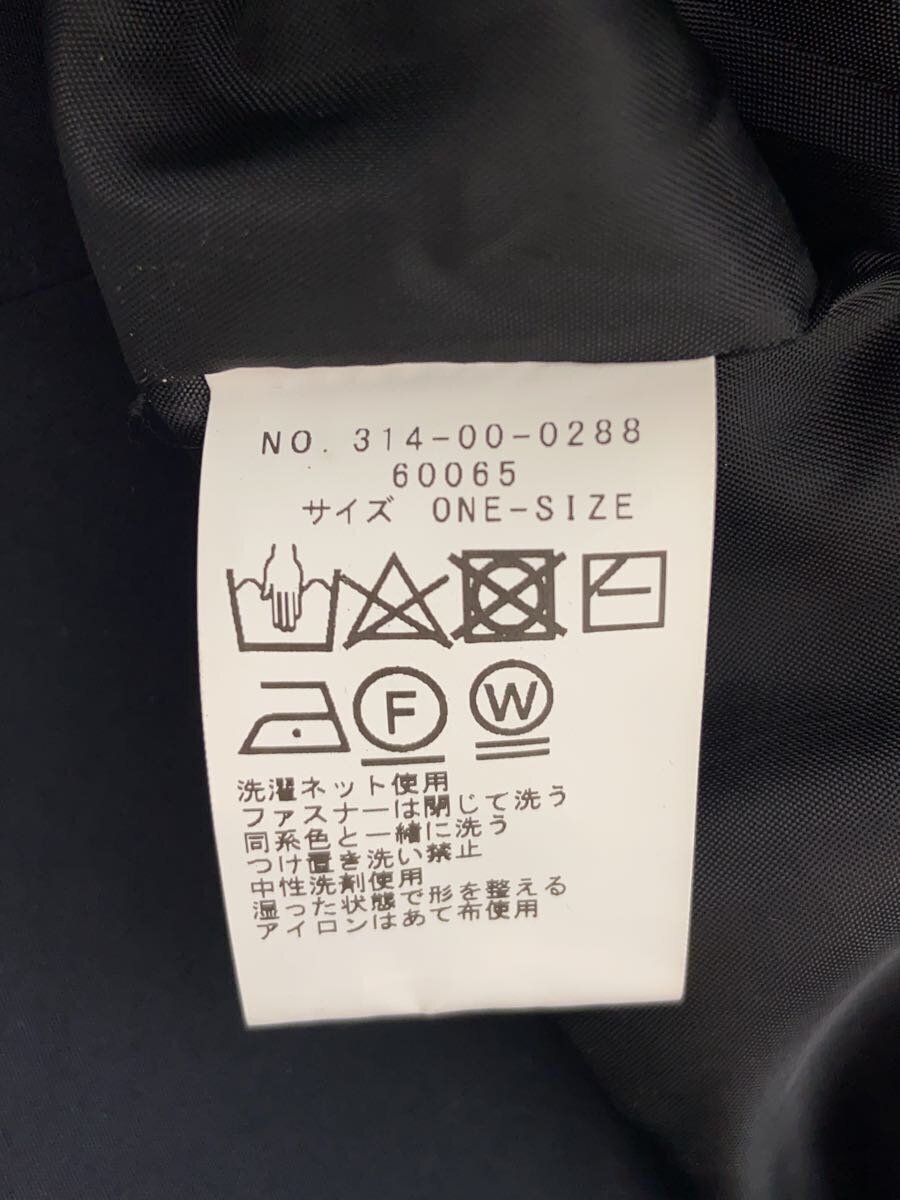 NO. 314-00-0288
60065
サイズ ONE-SIZE
F W
洗濯ネット使用
ファスナーは閉じて洗う
同系色と一緒に洗う
つけ置き洗い禁止
中性洗剤使用
湿った状態で形を整える
アイロンはあて布使用